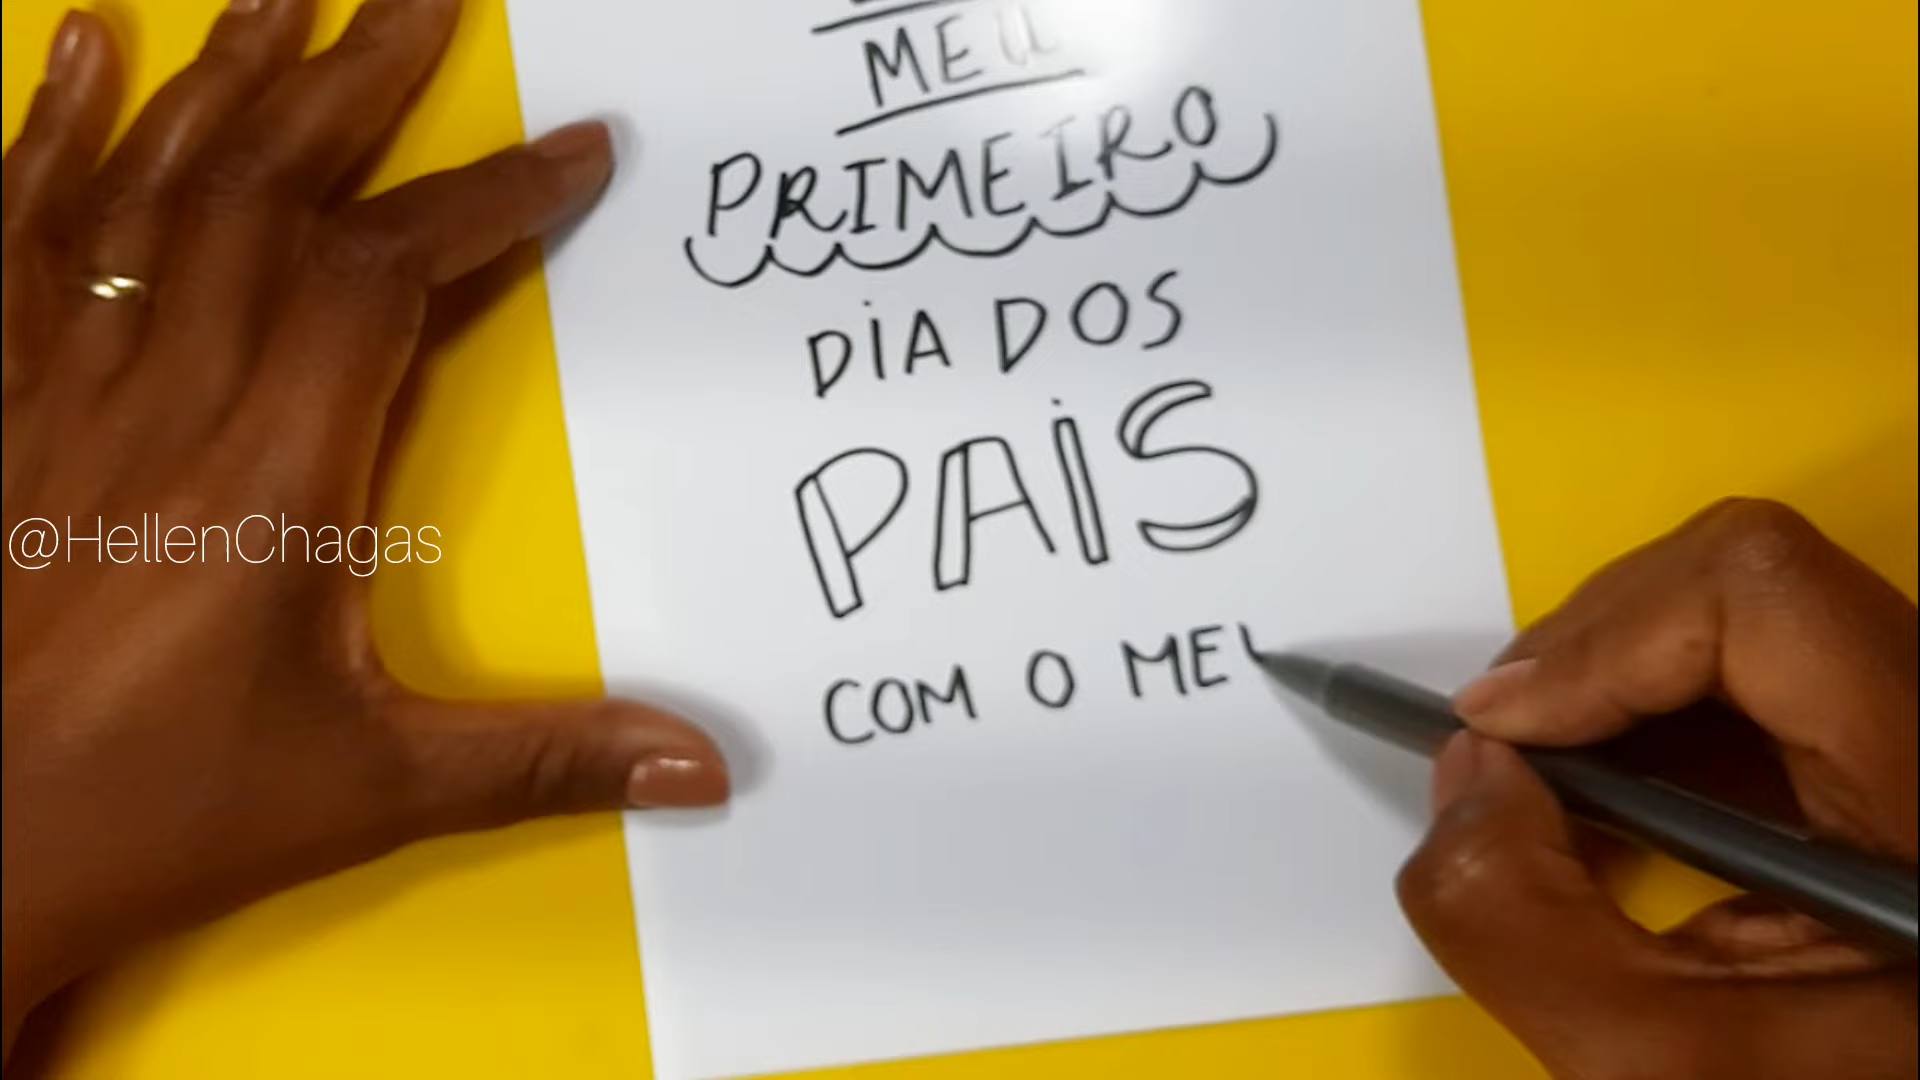 MEU
PRIMEIRO
DIA DOS
PAIS
COM O MEU
@HellenChagas